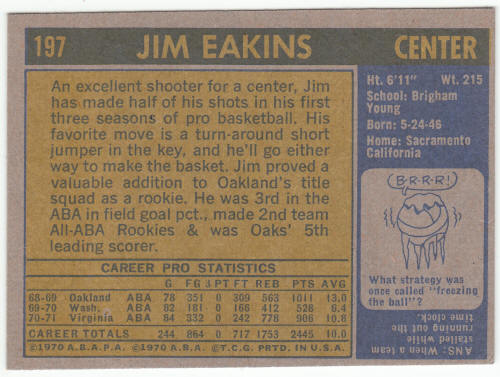 197 JIM EAKINS CENTER
An excellent shooter for a center, Jim
has made half of his shots in his first
three seasons of pro basketball. His
favorite move is a turn-around short
jumper in the key, and he'll go either
way to make the basket. Jim proved a
valuable addition to Oakland's title
squad as a rookie. He was 3rd in the
ABA in field goal pct., made 2nd team
All-ABA Rookies & was Oaks' 5th
leading scorer.
CAREER PRO STATISTICS
G FG 3PT FT REB PTS AVG
68-69 Oakland ABA 78 351 0 309 563 1011 13.0
69-70 Wash. ABA 82 181 0 166 412 528 6.4
70-71 Virginia ABA 84 332 0 242 778 906 10.8
CAREER TOTALS 244 864 0 717 1753 2445 10.0
©1970 A.B.A.P.A. ©1970 A.B.A. ©T.C.G. PRTD. IN U.S.A.
Ht. 6'11" Wt. 215
School: Brigham
Young
Born: 5-24-46
Home: Sacramento
California
B-R-R-R!
What strategy was
once called "freezing
the ball"?
ANS: When a team
stalled while
running out the
time clock.